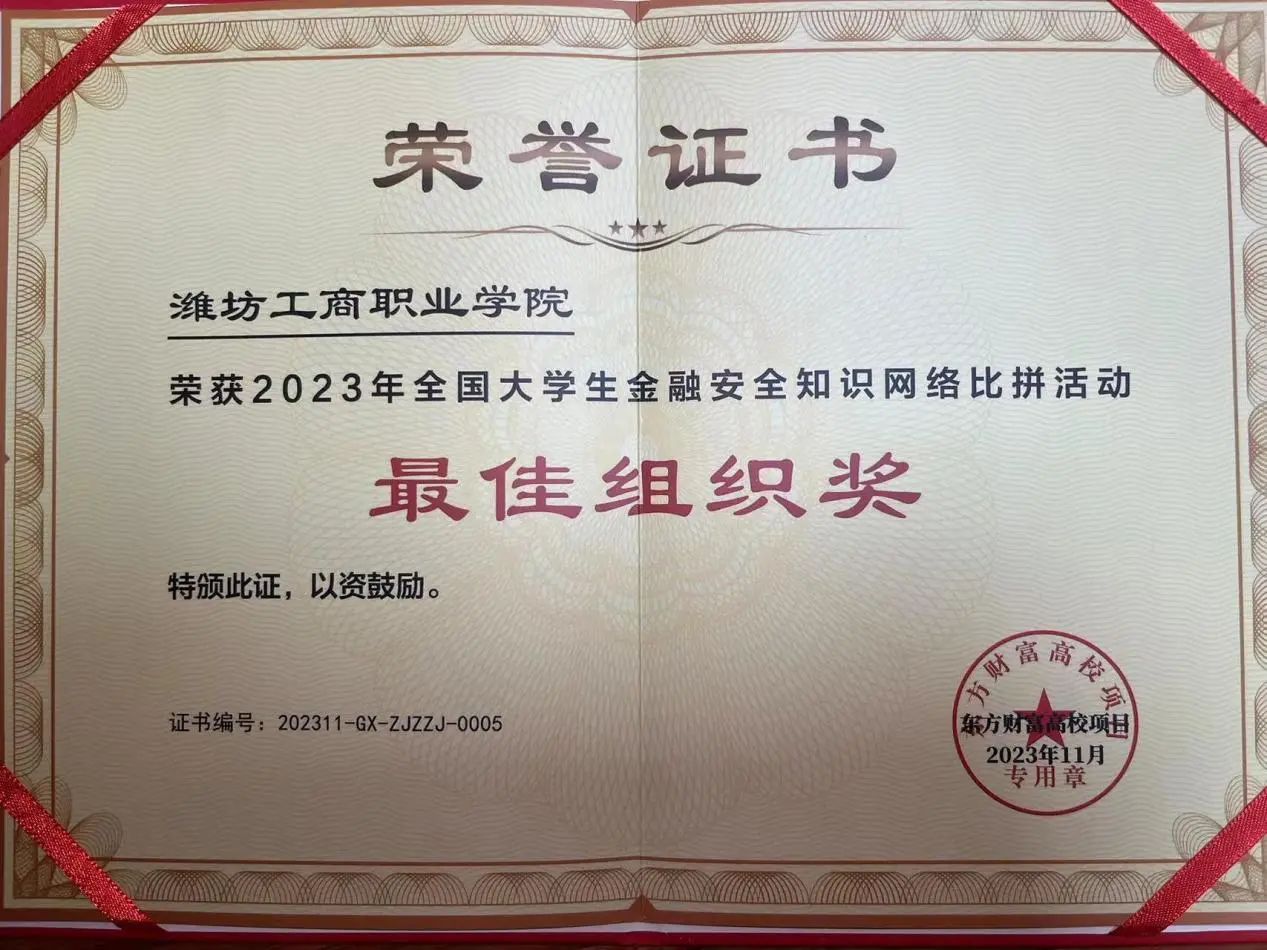 荣誉证书
潍坊工商职业学院
荣获2023年全国大学生金融安全知识网络比拼活动
最佳组织奖
特颁此证，以资鼓励。
证书编号：202311-GX-ZJZZJ-0005
东方财富高校项目
东方财富高校项目
2023年11月
专用章